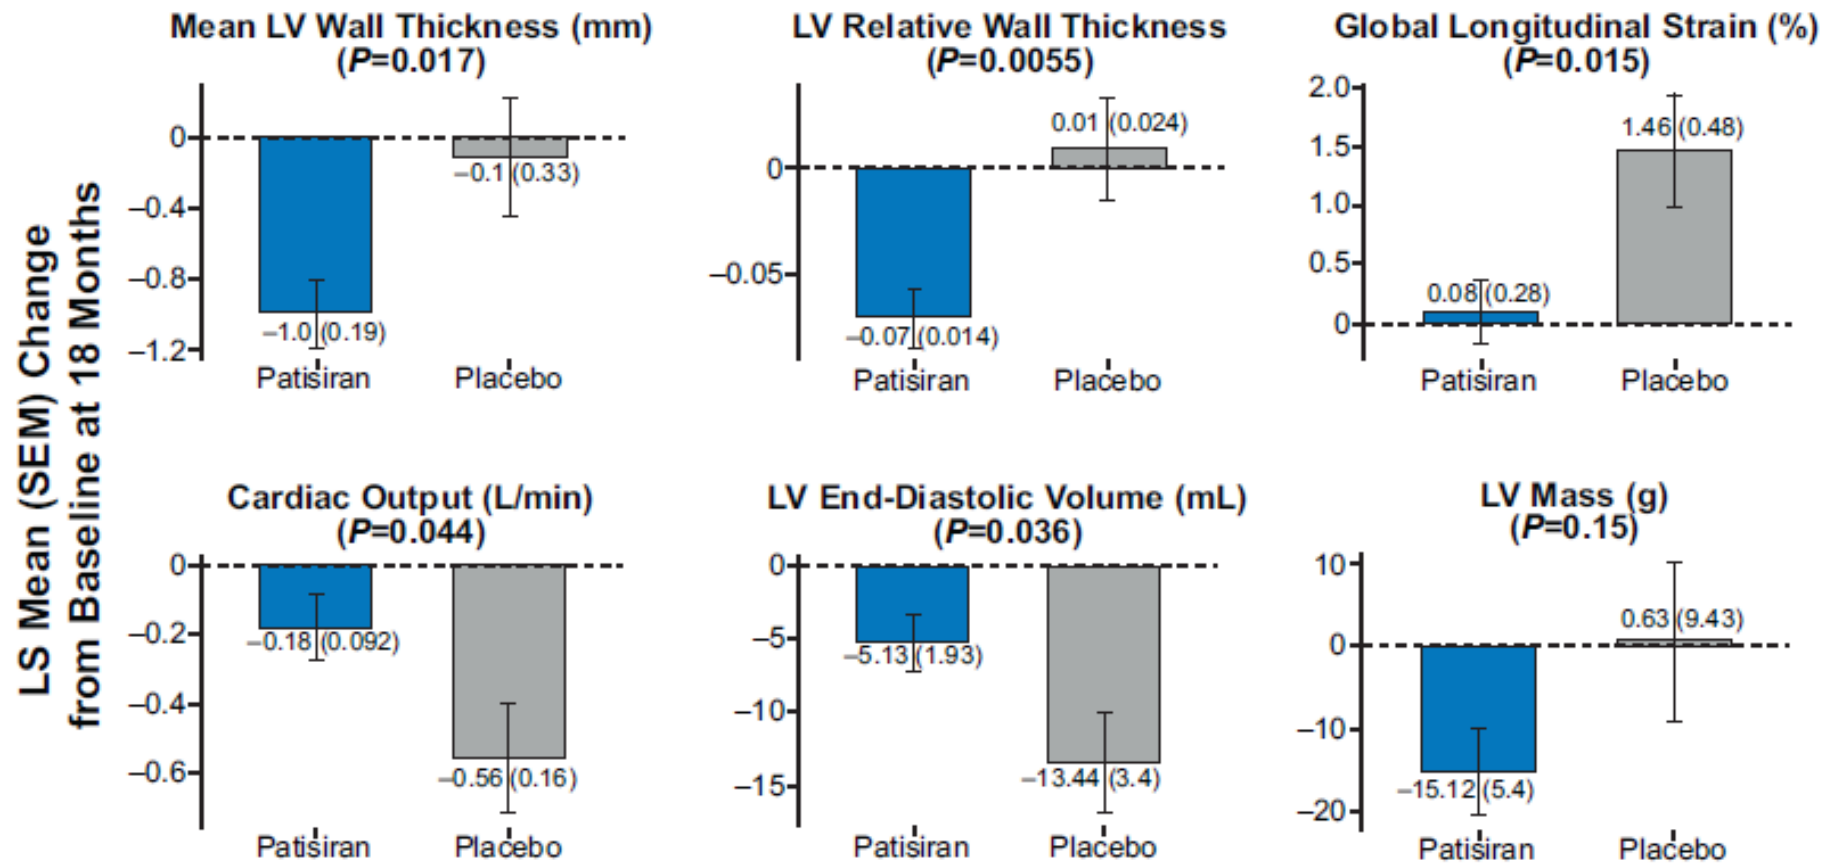 LS Mean (SEM) Change
from Baseline at 18 Months
Mean LV Wall Thickness (mm)
(P=0.017)
0
–0.4
–0.8
–1.2
–1.0 (0.19)
–0.1 (0.33)
Patisiran
Placebo
LV Relative Wall Thickness
(P=0.0055)
0
–0.05
–0.07 (0.014)
0.01 (0.024)
Patisiran
Placebo
Global Longitudinal Strain (%)
(P=0.015)
2.0
1.5
1.0
0.5
0
0.08 (0.28)
1.46 (0.48)
Patisiran
Placebo
Cardiac Output (L/min)
(P=0.044)
0
–0.2
–0.4
–0.6
–0.18 (0.092)
–0.56 (0.16)
Patisiran
Placebo
LV End-Diastolic Volume (mL)
(P=0.036)
0
–5
–10
–15
–5.13 (1.93)
–13.44 (3.4)
Patisiran
Placebo
LV Mass (g)
(P=0.15)
10
0
–10
–20
–15.12 (5.4)
0.63 (9.43)
Patisiran
Placebo